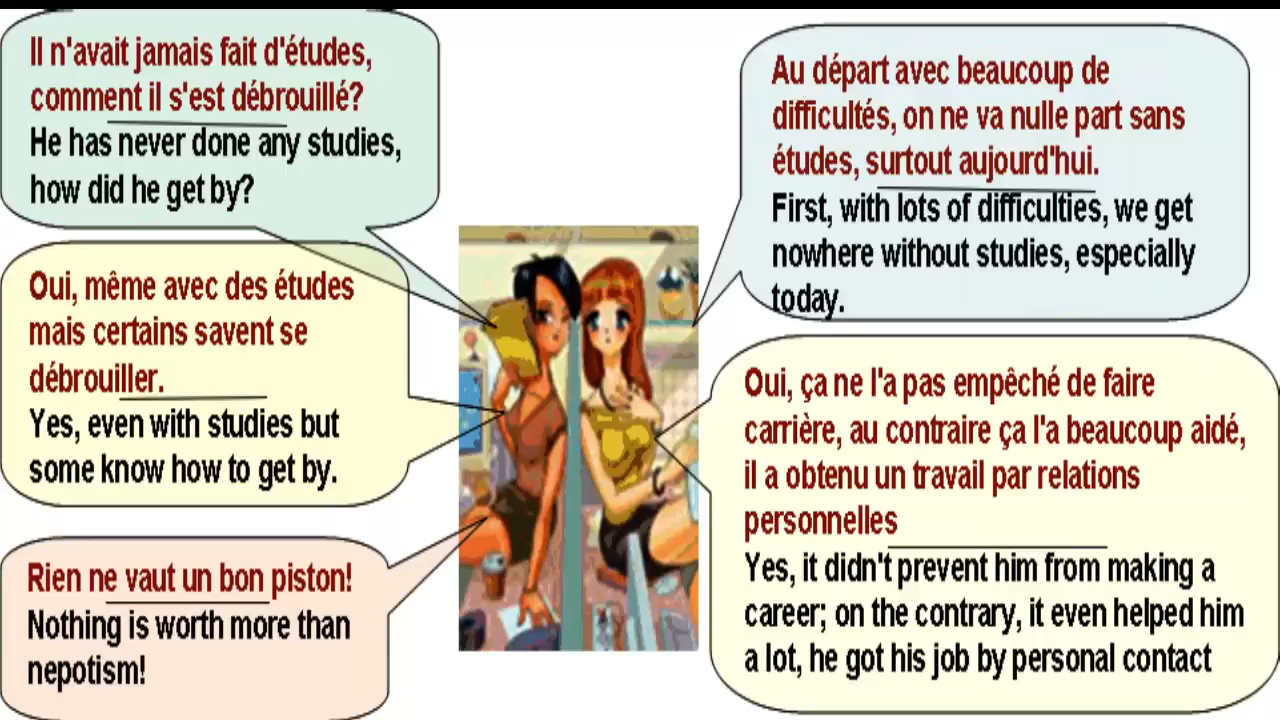 Il n'avait jamais fait d'études,
comment il s'est débrouillé?
He has never done any studies,
how did he get by?
Au départ avec beaucoup de
difficultés, on ne va nulle part sans
études, surtout aujourd'hui.
First, with lots of difficulties, we get
nowhere without studies, especially
today.
Oui, même avec des études
mais certains savent se
débrouiller.
Yes, even with studies but
some know how to get by.
Oui, ça ne l'a pas empêché de faire
carrière, au contraire ça l'a beaucoup aidé,
il a obtenu un travail par relations
personnelles
Yes, it didn't prevent him from making a
career; on the contrary, it even helped him
a lot, he got his job by personal contact
Rien ne vaut un bon piston!
Nothing is worth more than
nepotism!